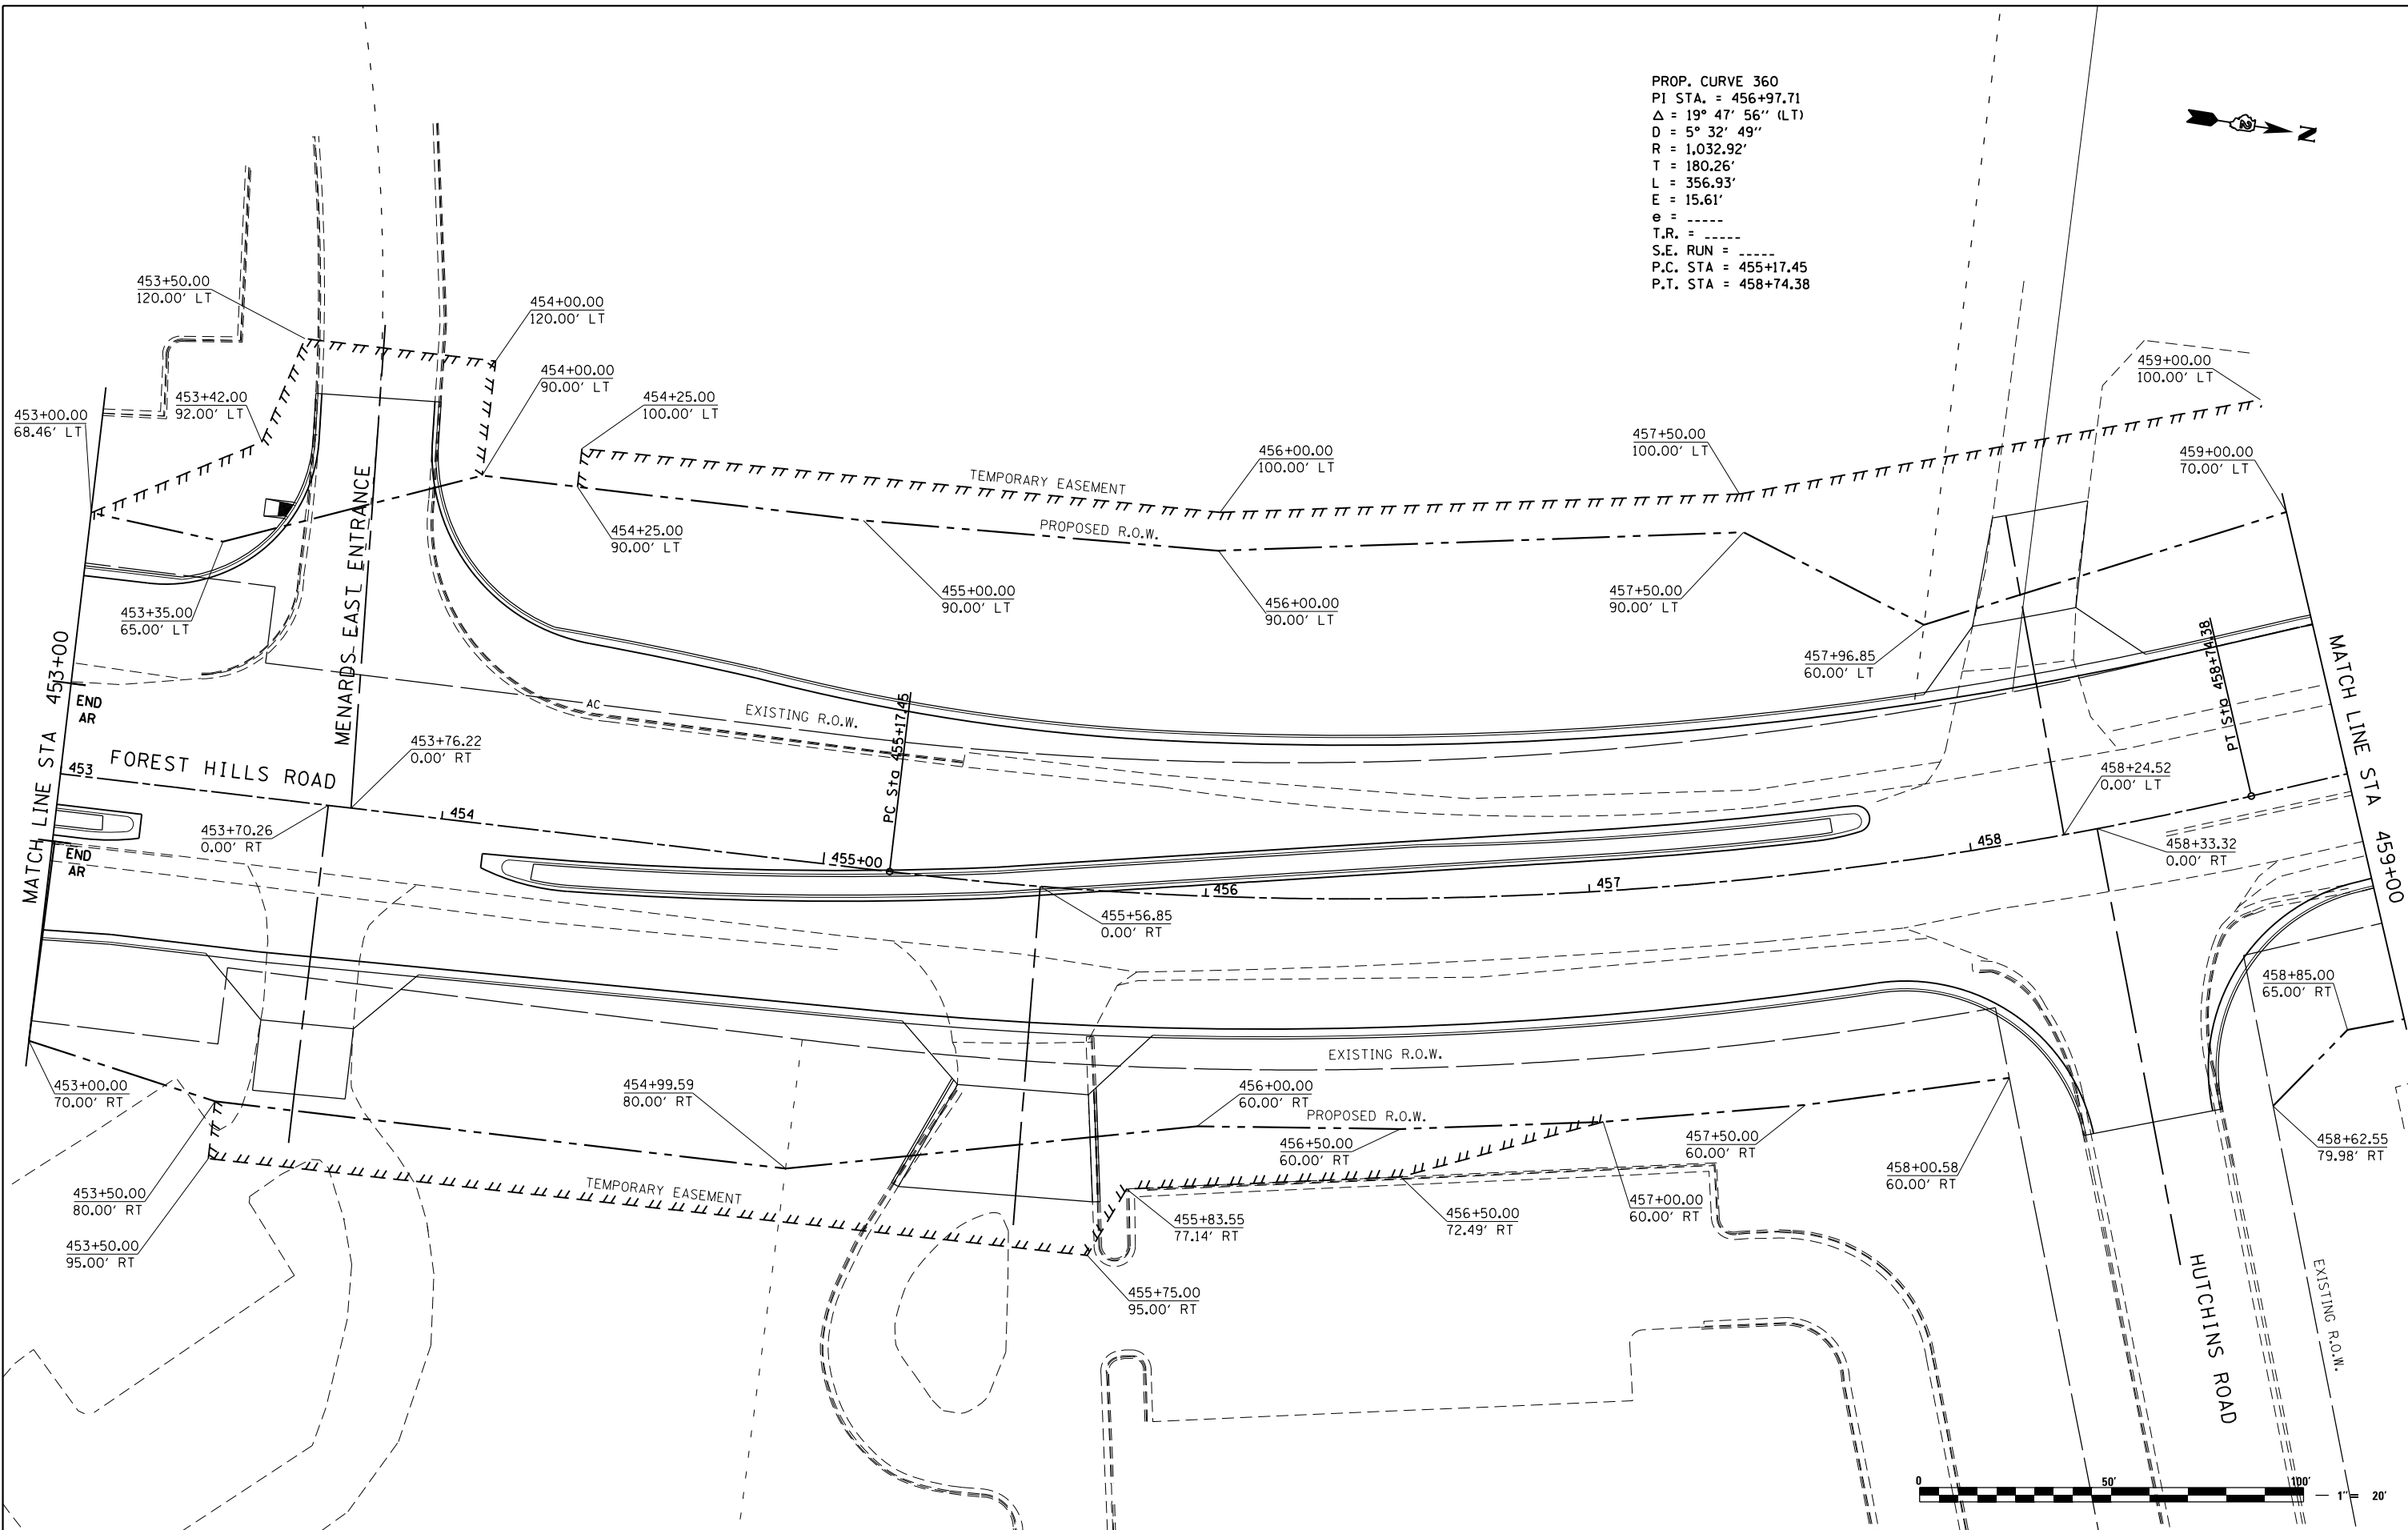 PROP. CURVE 360
PI STA. = 456+97.71
Δ = 19° 47' 56'' (LT)
D = 5° 32' 49''
R = 1,032.92'
T = 180.26'
L = 356.93'
E = 15.61'
e = -----
T.R. = -----
S.E. RUN = -----
P.C. STA = 455+17.45
P.T. STA = 458+74.38
N
453+50.00
120.00' LT
454+00.00
120.00' LT
454+00.00
90.00' LT
453+42.00
92.00' LT
453+00.00
68.46' LT
454+25.00
100.00' LT
456+00.00
100.00' LT
457+50.00
100.00' LT
459+00.00
100.00' LT
459+00.00
70.00' LT
TEMPORARY EASEMENT
PROPOSED R.O.W.
454+25.00
90.00' LT
455+00.00
90.00' LT
456+00.00
90.00' LT
457+50.00
90.00' LT
453+35.00
65.00' LT
457+96.85
60.00' LT
MATCH LINE STA 453+00
END
AR
MENARDS EAST ENTRANCE
AC
EXISTING R.O.W.
PC Sta 455+17.45
PT Sta 458+74.38
MATCH LINE STA 459+00
FOREST HILLS ROAD
453
453+76.22
0.00' RT
453+70.26
0.00' RT
454
455+00
456
457
458
458+24.52
0.00' LT
458+33.32
0.00' RT
END
AR
455+56.85
0.00' RT
458+85.00
65.00' RT
EXISTING R.O.W.
453+00.00
70.00' RT
454+99.59
80.00' RT
456+00.00
60.00' RT
PROPOSED R.O.W.
456+50.00
60.00' RT
457+50.00
60.00' RT
458+00.58
60.00' RT
458+62.55
79.98' RT
453+50.00
80.00' RT
TEMPORARY EASEMENT
455+83.55
77.14' RT
456+50.00
72.49' RT
457+00.00
60.00' RT
453+50.00
95.00' RT
455+75.00
95.00' RT
HUTCHINS ROAD
EXISTING R.O.W.
0 50' 100'
1"= 20'